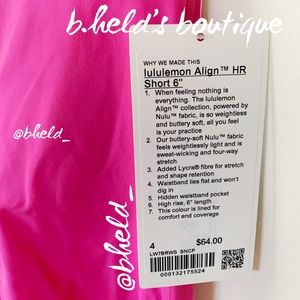 b.held's boutique
WHY WE MADE THIS
lululemon Align™ HR
Short 6"
1. When feeling nothing is
everything. The lululemon
Align™ collection, powered by
Nulu™ fabric, is so weightless
and buttery soft, all you feel
is your practice
2. Our buttery-soft Nulu™ fabric
feels weightlessly light and is
sweat-wicking and four-way
stretch
3. Added Lycra® fibre for stretch
and shape retention
4. Waistband lies flat and won't
dig in
5. Hidden waistband pocket
6. High rise, 6" length
7. This colour is lined for
comfort and coverage
4 $64.00
LW7BRWS SNCP
000132175524
@bheld_
@bheld_